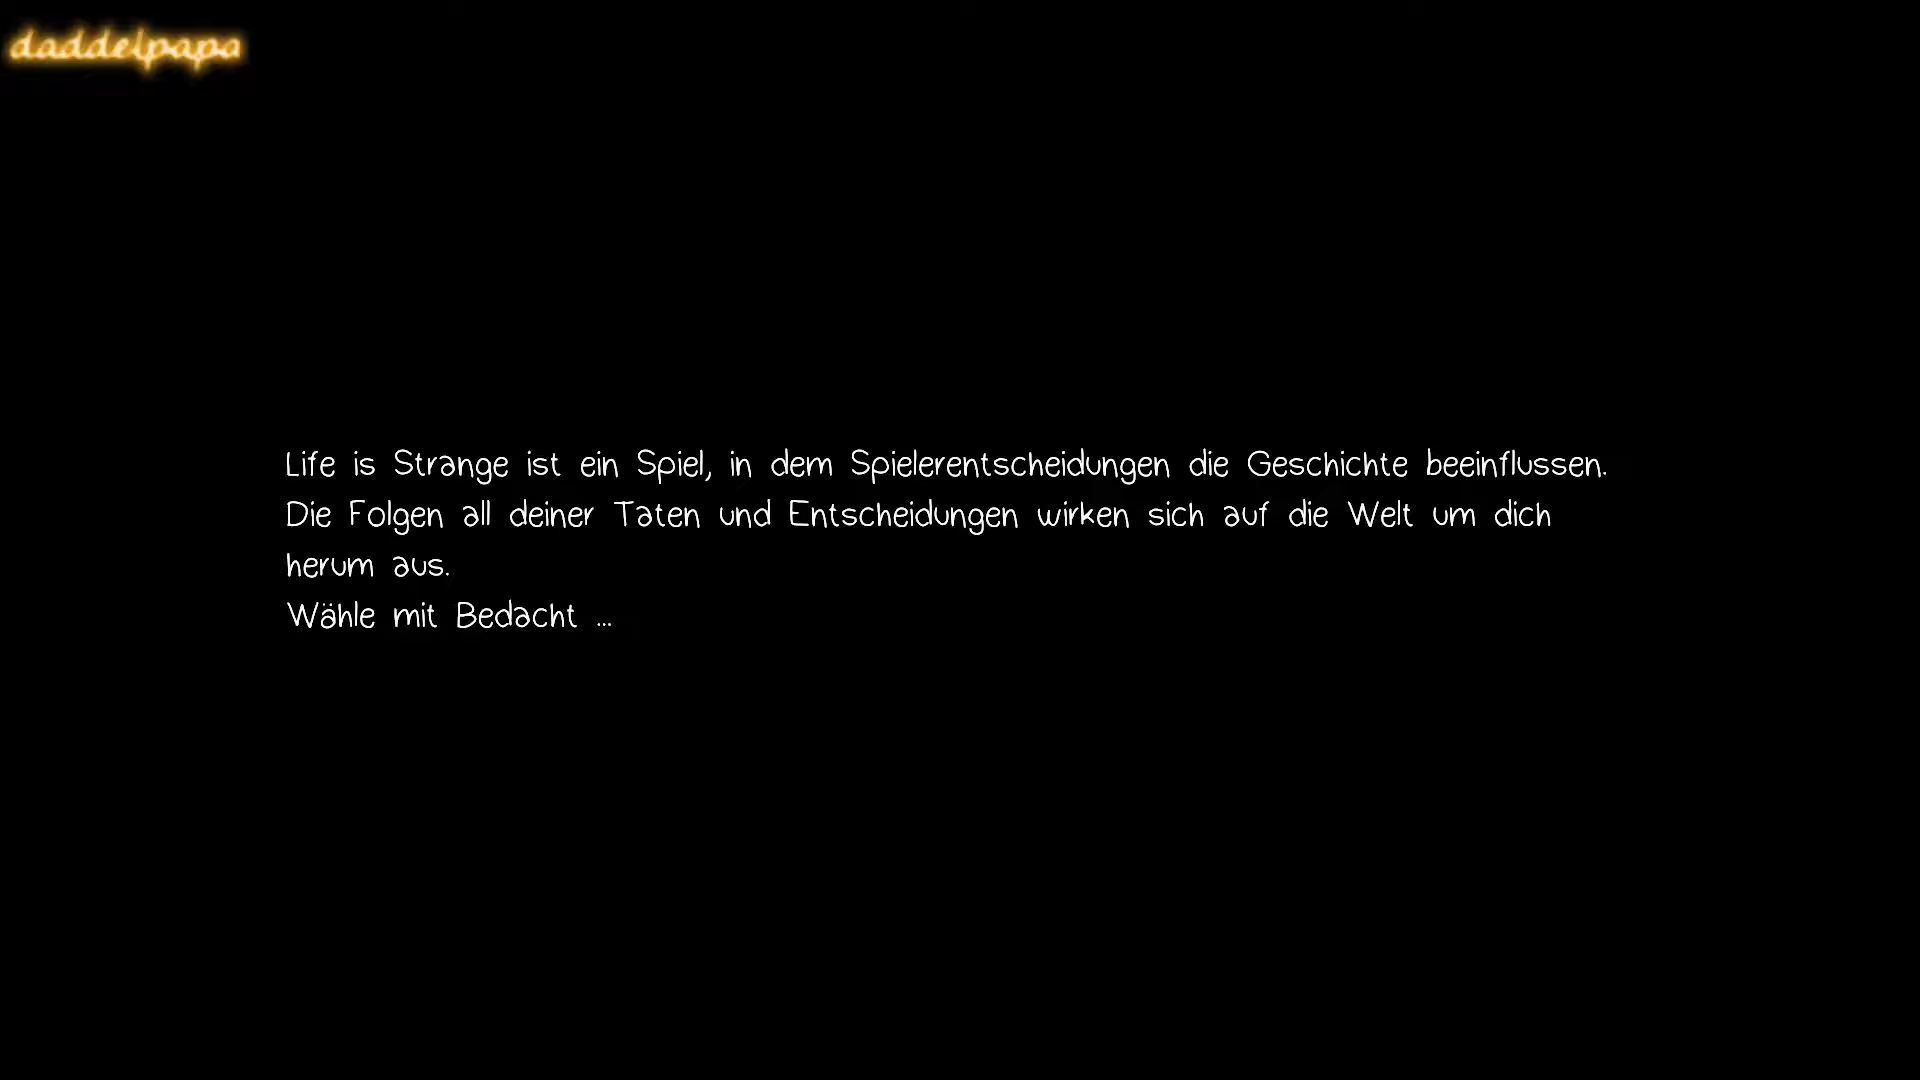 daddelpapa
Life is Strange ist ein Spiel, in dem Spielerentscheidungen die Geschichte beeinflussen.
Die Folgen all deiner Taten und Entscheidungen wirken sich auf die Welt um dich
herum aus.
Wähle mit Bedacht ...